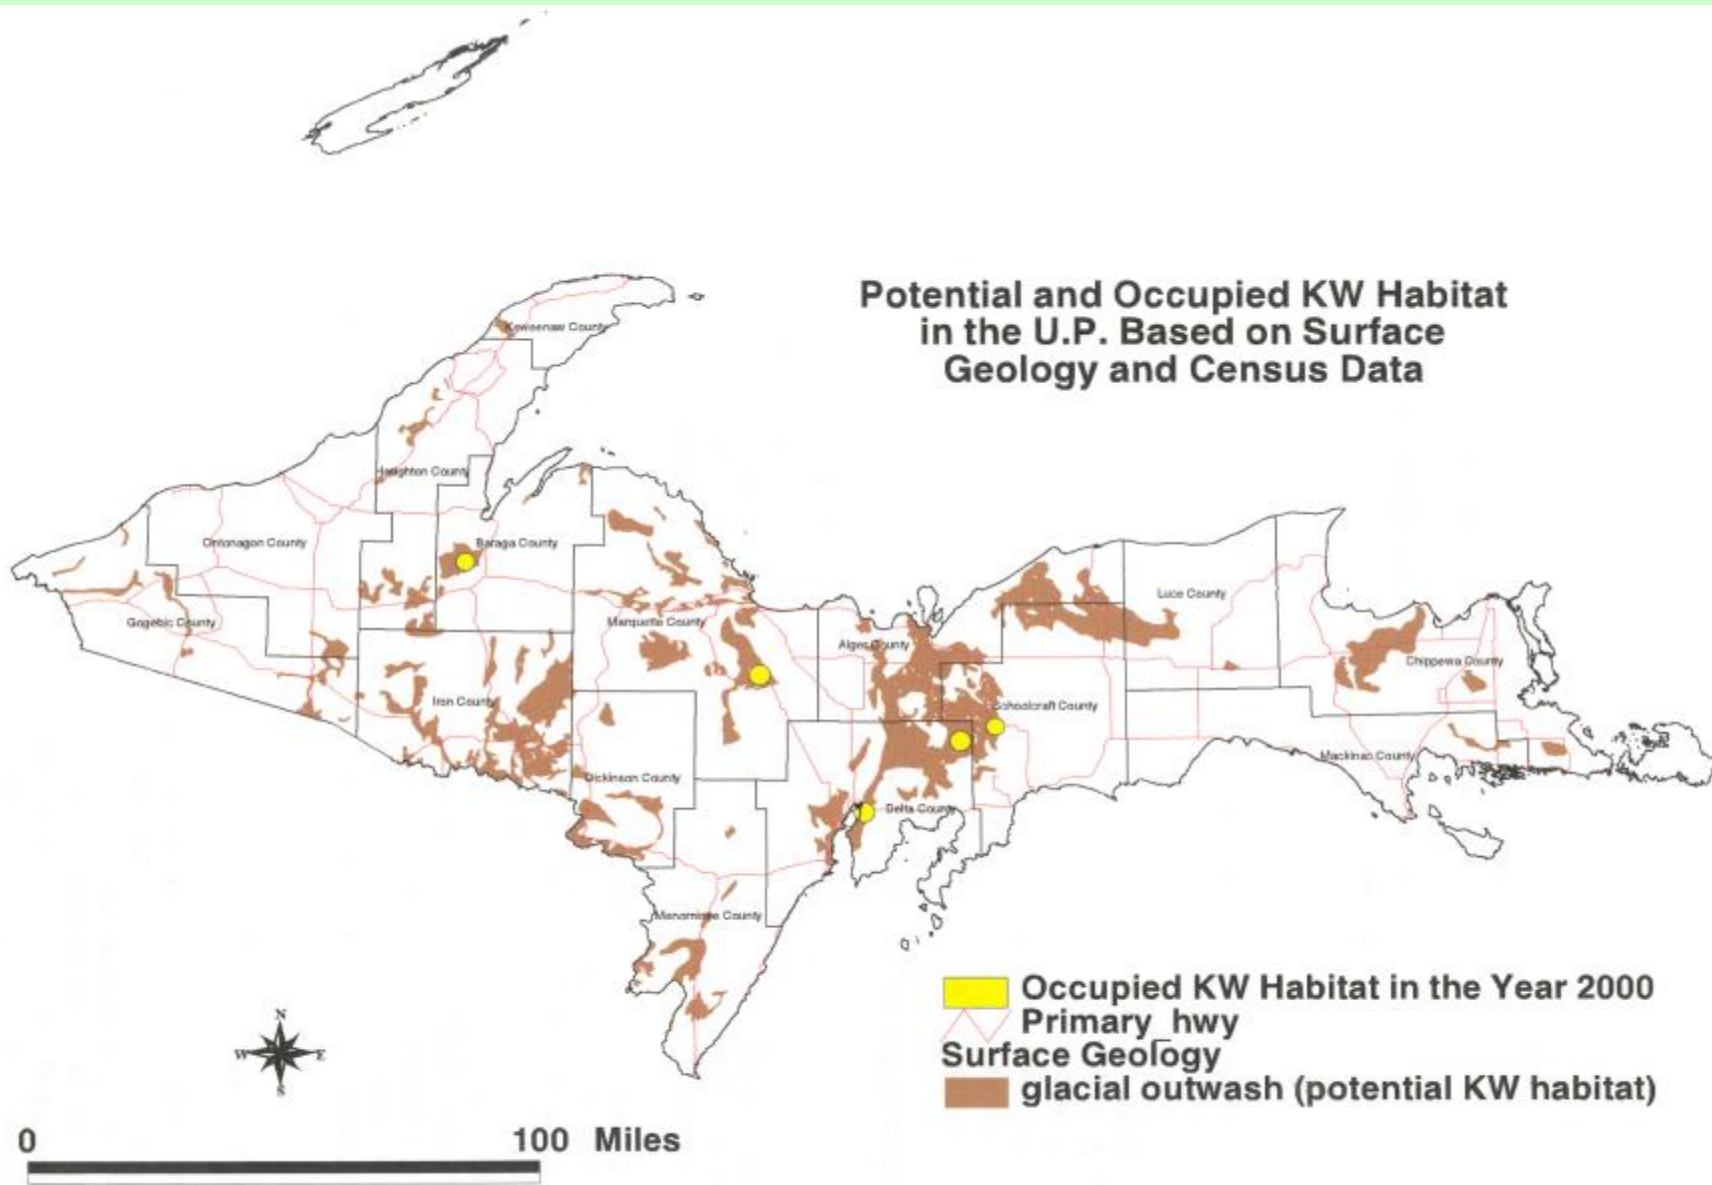 Potential and Occupied KW Habitat
in the U.P. Based on Surface
Geology and Census Data
Keweenaw County
Houghton County
Ontonagon County
Baraga County
Gogebic County
Marquette County
Luce County
Alger County
Chippewa County
Iron County
Schoolcraft County
Mackinac County
Dickinson County
Delta County
Menominee County
N
W E
S
Occupied KW Habitat in the Year 2000
Primary_hwy
Surface Geology
glacial outwash (potential KW habitat)
0 100 Miles